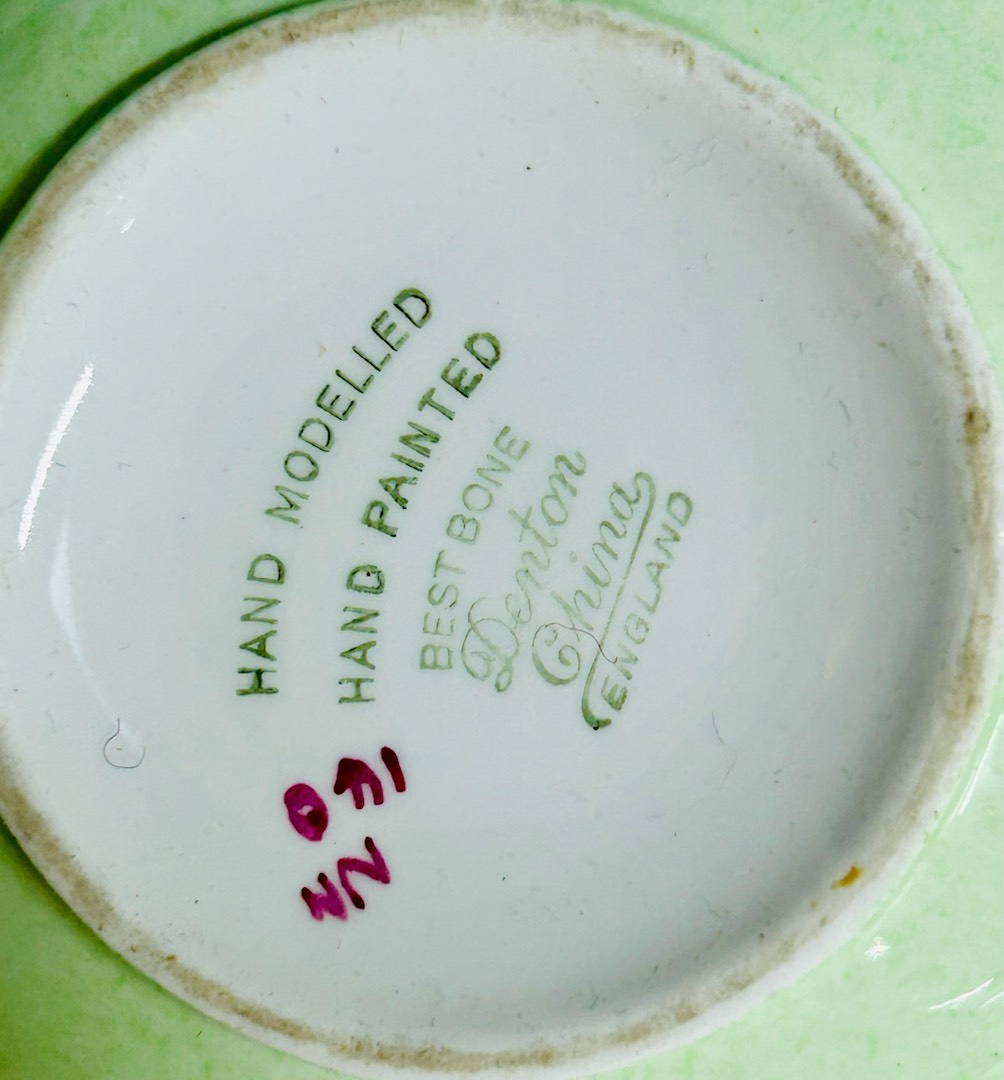 HAND MODELLED
HAND PAINTED
BEST BONE
Denton
China
ENGLAND